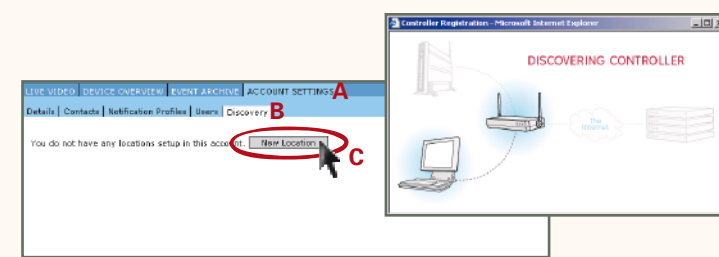 Controller Registration - Microsoft Internet Explorer
DISCOVERING CONTROLLER
The
Internet
LIVE VIDEO DEVICE OVERVIEW EVENT ARCHIVE ACCOUNT SETTINGS A
Details Contacts Notification Profiles Users Discovery B
You do not have any locations setup in this account. New Location C